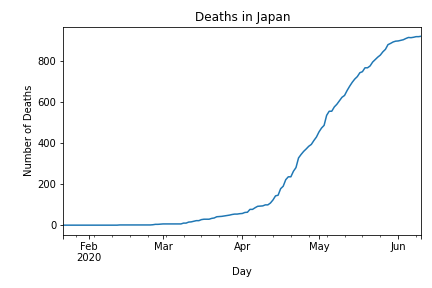 Deaths in Japan
Number of Deaths
800
600
400
200
0
Feb
2020
Mar
Apr
May
Jun
Day